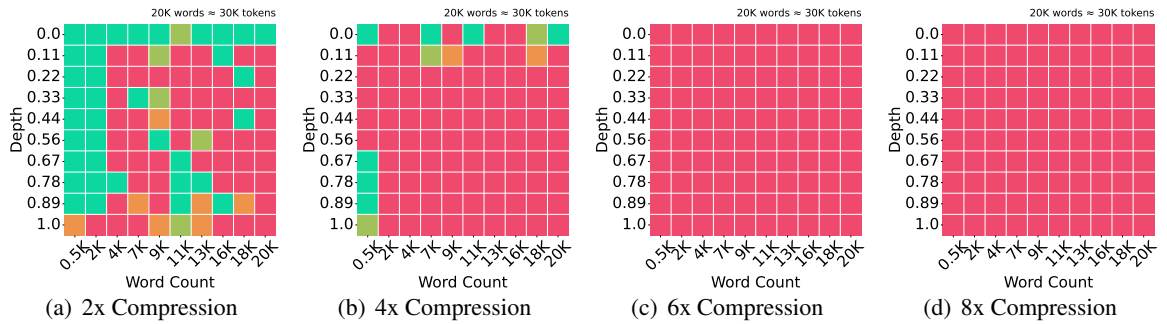 20K words ≈ 30K tokens
0.0
0.11
0.22
0.33
0.44
0.56
0.67
0.78
0.89
1.0
Depth
0.5K 2K 4K 7K 9K 11K 13K 16K 18K 20K
Word Count
(a) 2x Compression
20K words ≈ 30K tokens
0.0
0.11
0.22
0.33
0.44
0.56
0.67
0.78
0.89
1.0
Depth
0.5K 2K 4K 7K 9K 11K 13K 16K 18K 20K
Word Count
(b) 4x Compression
20K words ≈ 30K tokens
0.0
0.11
0.22
0.33
0.44
0.56
0.67
0.78
0.89
1.0
Depth
0.5K 2K 4K 7K 9K 11K 13K 16K 18K 20K
Word Count
(c) 6x Compression
20K words ≈ 30K tokens
0.0
0.11
0.22
0.33
0.44
0.56
0.67
0.78
0.89
1.0
Depth
0.5K 2K 4K 7K 9K 11K 13K 16K 18K 20K
Word Count
(d) 8x Compression